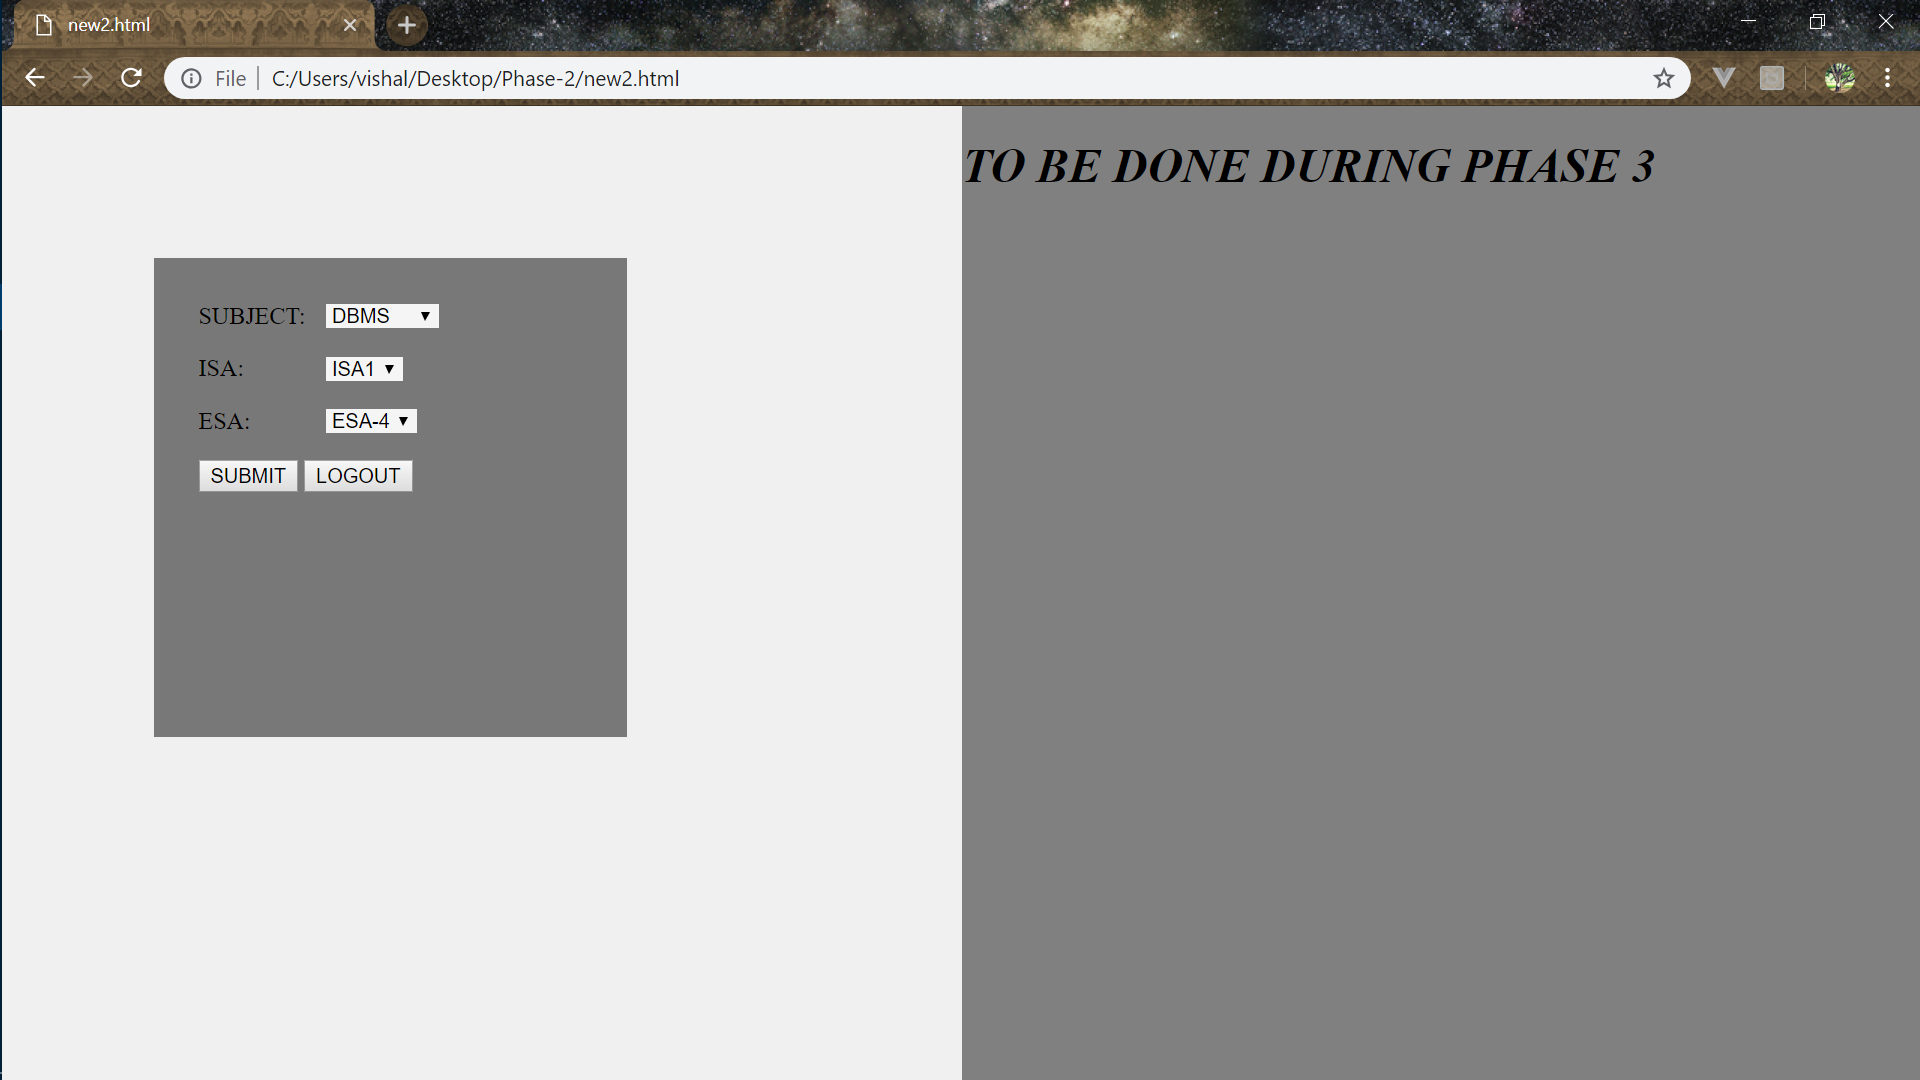 new2.html
File C:/Users/vishal/Desktop/Phase-2/new2.html
TO BE DONE DURING PHASE 3
SUBJECT: DBMS
ISA: ISA1
ESA: ESA-4
SUBMIT LOGOUT